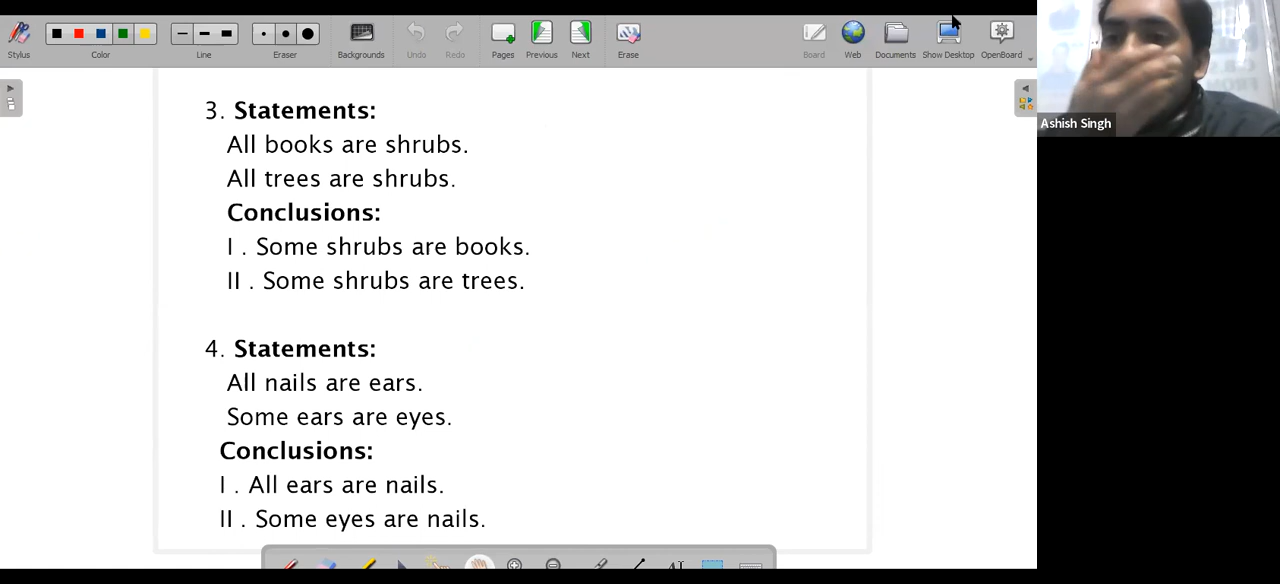 Stylus
Color
Line
Eraser
Backgrounds
Undo
Redo
Pages
Previous
Next
Erase
Board
Web
Documents
Show Desktop
OpenBoard
Ashish Singh
3. Statements:
All books are shrubs.
All trees are shrubs.
Conclusions:
I . Some shrubs are books.
II . Some shrubs are trees.
4. Statements:
All nails are ears.
Some ears are eyes.
Conclusions:
I . All ears are nails.
II . Some eyes are nails.